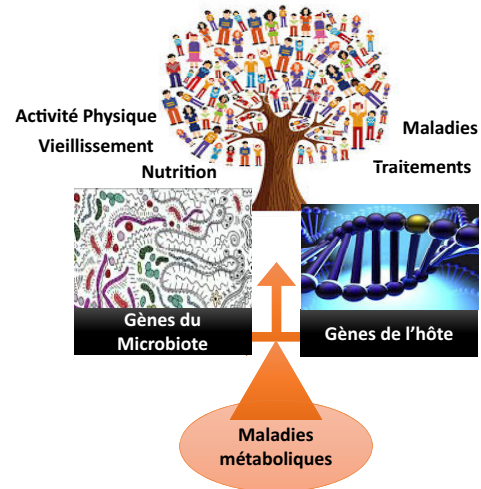 Activité Physique
Vieillissement
Nutrition
Maladies
Traitements
Gènes du
Microbiote
Gènes de l’hôte
Maladies
métaboliques